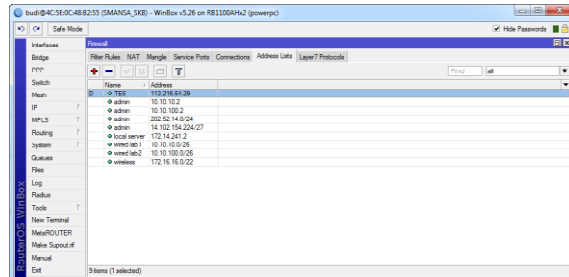 budi@4C:5E:0C:48:82:55 (SMANSA_SKB) - WinBox v5.26 on RB1100AHx2 (powerpc)
Safe Mode
Hide Passwords
Interfaces
Bridge
PPP
Switch
Mesh
IP
MPLS
Routing
System
Queues
Files
Log
Radius
Tools
New Terminal
MetaROUTER
Make Supout.rif
Manual
Exit
RouterOS WinBox
Firewall
Filter Rules NAT Mangle Service Ports Connections Address Lists Layer7 Protocols
Find all
Name Address
D TES 112.215.64.29
admin 10.10.10.2
admin 10.10.100.2
admin 202.52.14.0/24
admin 14.102.154.224/27
local server 172.14.241.2
wired lab1 10.10.10.0/26
wired lab2 10.10.100.0/26
wireless 172.16.16.0/22
9 items (1 selected)